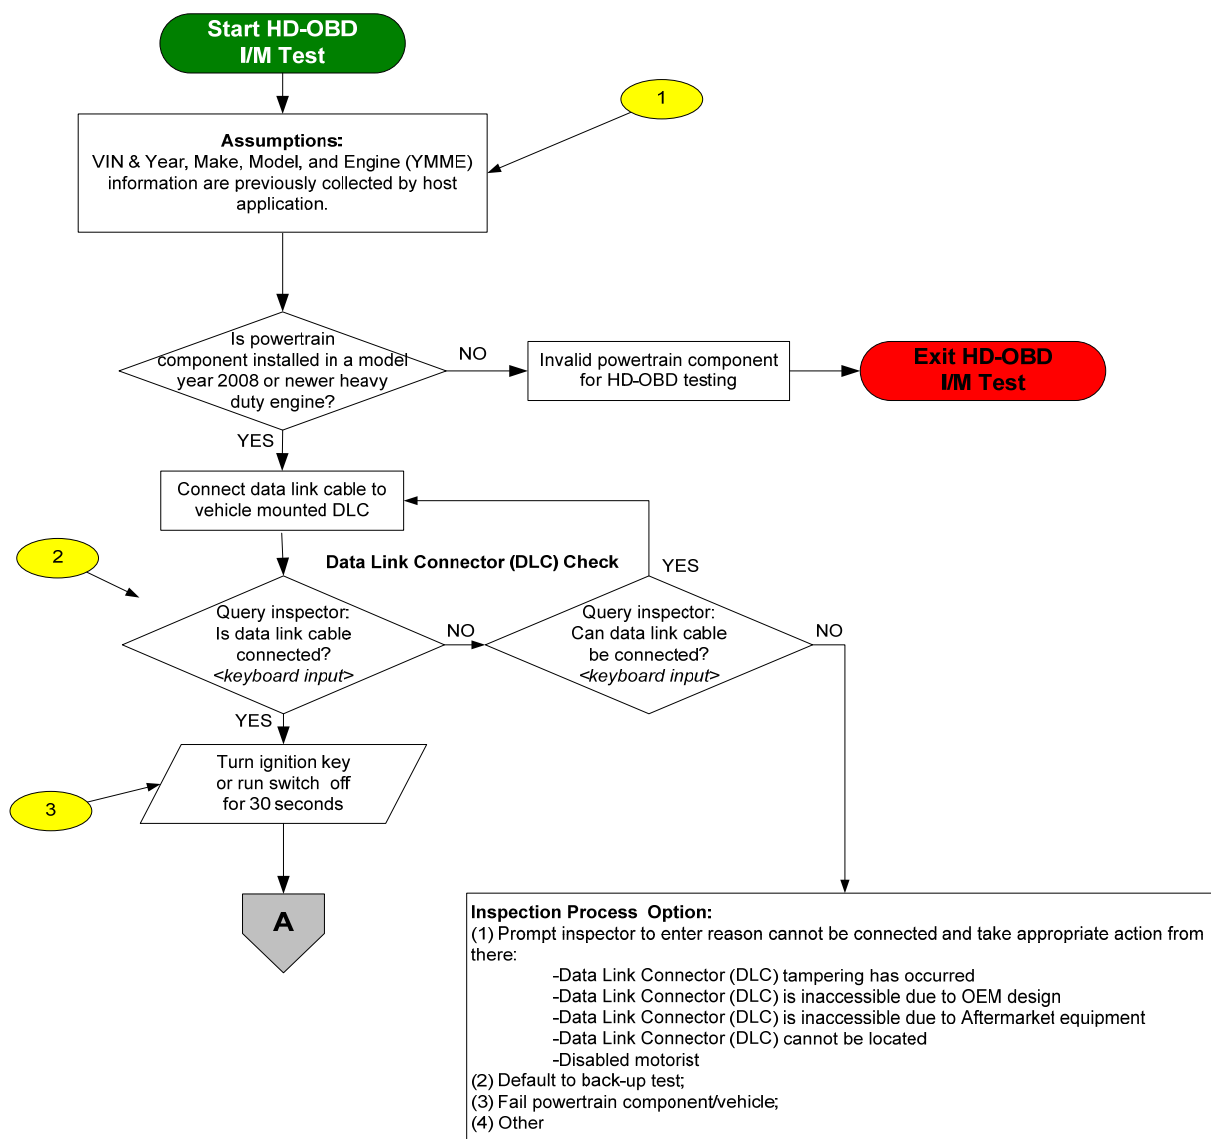 Start HD-OBD
I/M Test
1
Assumptions:
VIN & Year, Make, Model, and Engine (YMME)
information are previously collected by host
application.
Is powertrain
component installed in a model
year 2008 or newer heavy
duty engine?
NO
Invalid powertrain component
for HD-OBD testing
Exit HD-OBD
I/M Test
YES
Connect data link cable to
vehicle mounted DLC
2
Data Link Connector (DLC) Check
YES
Query inspector:
Is data link cable
connected?
<keyboard input>
NO
Query inspector:
Can data link cable
be connected?
<keyboard input>
NO
YES
Turn ignition key
or run switch off
for 30 seconds
3
A
Inspection Process Option:
(1) Prompt inspector to enter reason cannot be connected and take appropriate action from
there:
-Data Link Connector (DLC) tampering has occurred
-Data Link Connector (DLC) is inaccessible due to OEM design
-Data Link Connector (DLC) is inaccessible due to Aftermarket equipment
-Data Link Connector (DLC) cannot be located
-Disabled motorist
(2) Default to back-up test;
(3) Fail powertrain component/vehicle;
(4) Other